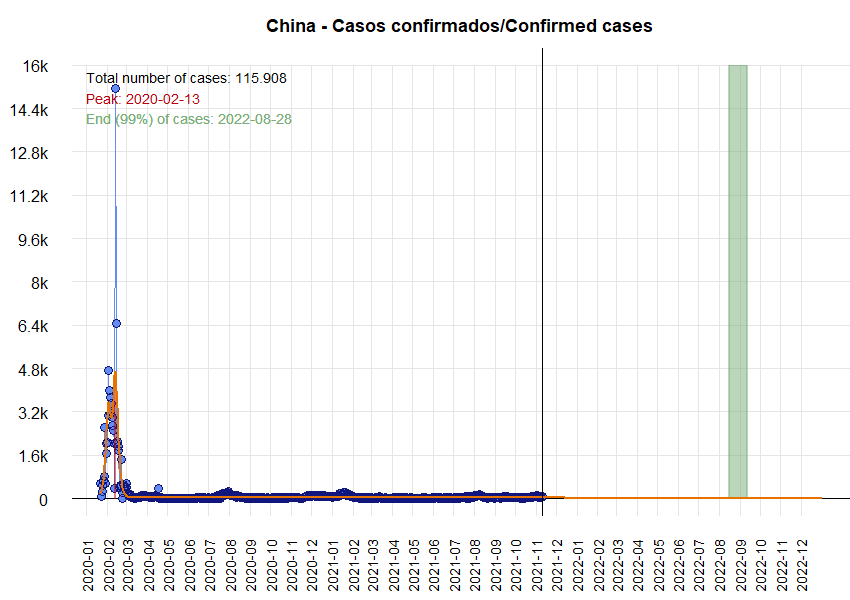 China - Casos confirmados/Confirmed cases
16k
14.4k
12.8k
11.2k
9.6k
8k
6.4k
4.8k
3.2k
1.6k
0
Total number of cases: 115.908
Peak: 2020-02-13
End (99%) of cases: 2022-08-28
2020-01
2020-02
2020-03
2020-04
2020-05
2020-06
2020-07
2020-08
2020-09
2020-10
2020-11
2020-12
2021-01
2021-02
2021-03
2021-04
2021-05
2021-06
2021-07
2021-08
2021-09
2021-10
2021-11
2021-12
2022-01
2022-02
2022-03
2022-04
2022-05
2022-06
2022-07
2022-08
2022-09
2022-10
2022-11
2022-12